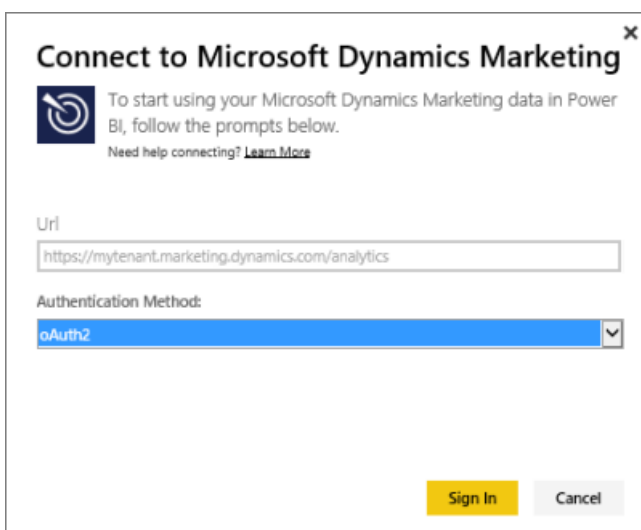 Connect to Microsoft Dynamics Marketing
To start using your Microsoft Dynamics Marketing data in Power
BI, follow the prompts below.
Need help connecting? Learn More
Url
https://mytenant.marketing.dynamics.com/analytics
Authentication Method:
oAuth2
Sign In Cancel